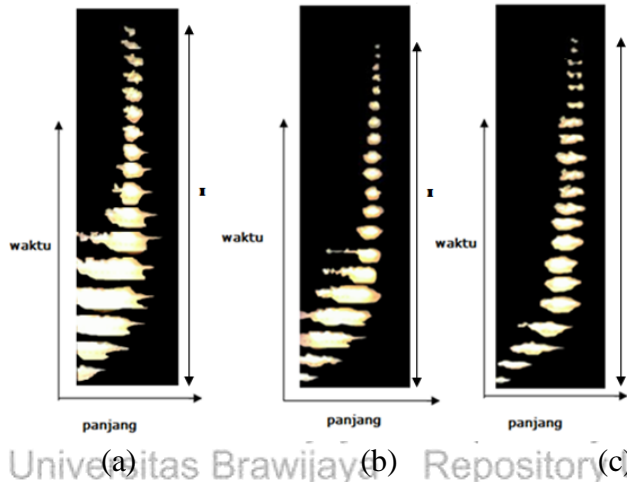 waktu
waktu
waktu
panjang
panjang
panjang
(a)
(b)
(c)
Universitas Brawijaya
Repository